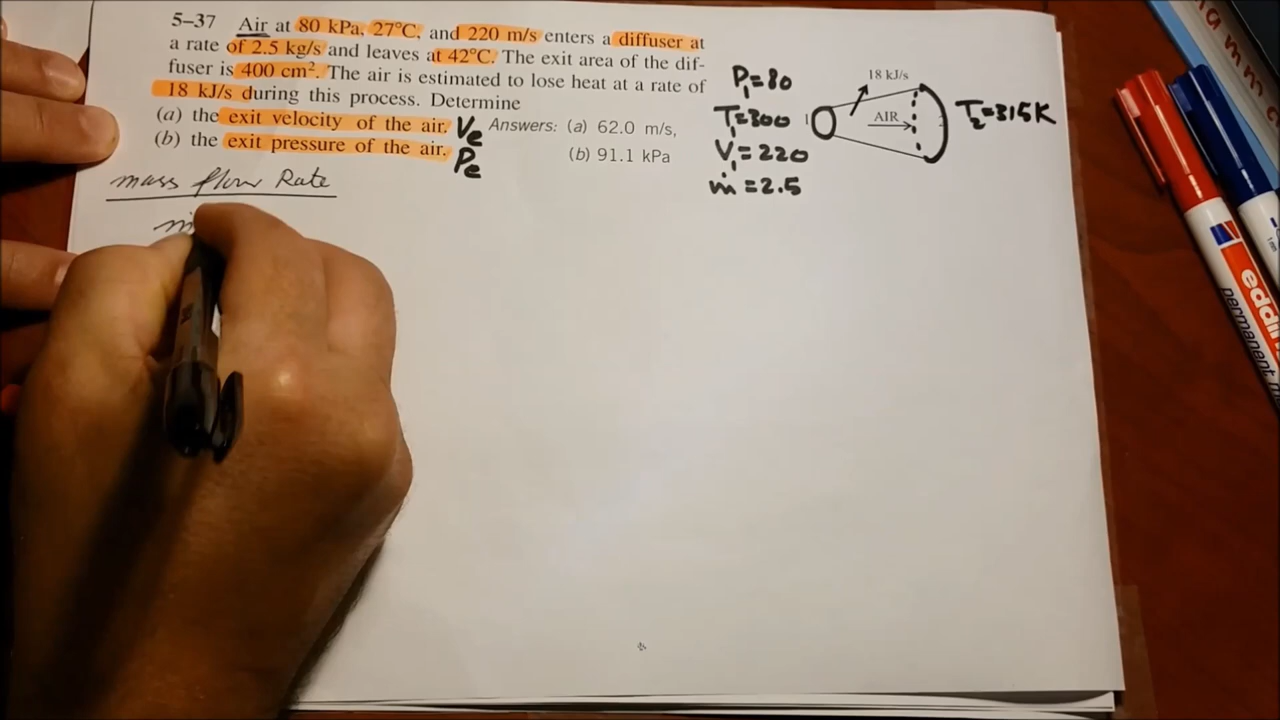 5–37 Air at 80 kPa, 27°C, and 220 m/s enters a diffuser at
a rate of 2.5 kg/s and leaves at 42°C. The exit area of the dif-
fuser is 400 cm². The air is estimated to lose heat at a rate of
18 kJ/s during this process. Determine
(a) the exit velocity of the air. Ve Answers: (a) 62.0 m/s,
(b) the exit pressure of the air. Pe (b) 91.1 kPa
P₁=80
T₁=300
V₁=220
ṁ=2.5
18 kJ/s
1
AIR
T₂=315K
mass flow Rate
ṁ
eddin
permanent m